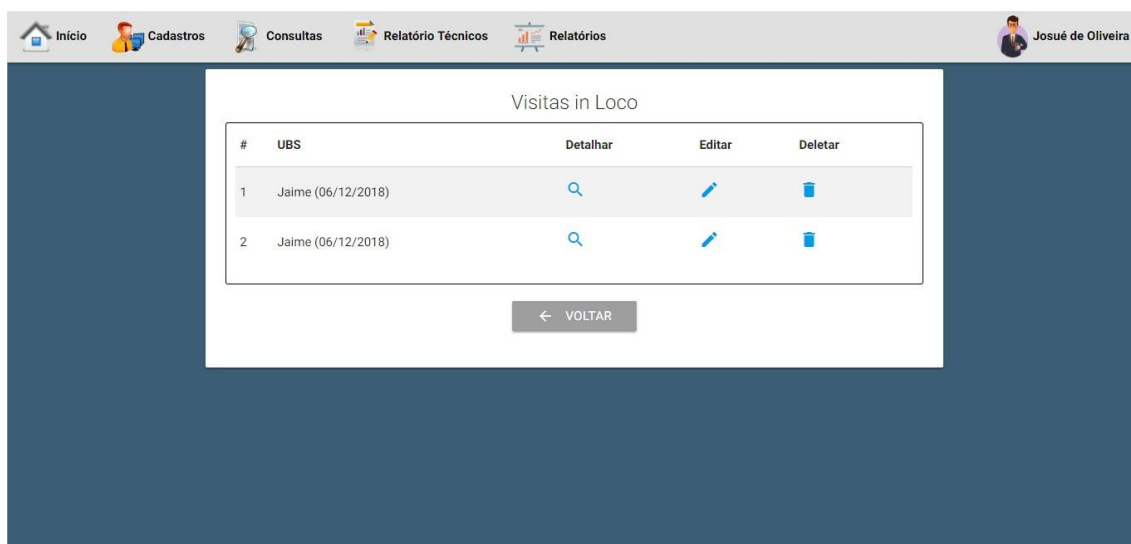 Início Cadastros Consultas Relatório Técnicos Relatórios Josué de Oliveira
Visitas in Loco
# UBS Detalhar Editar Deletar
1 Jaime (06/12/2018)
2 Jaime (06/12/2018)
VOLTAR